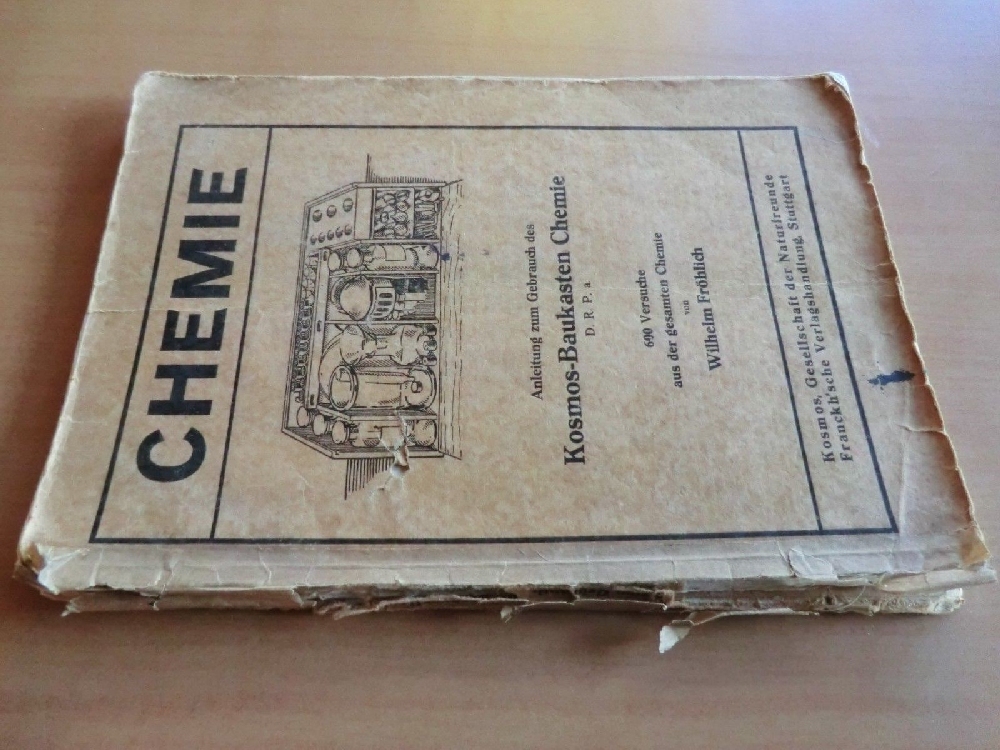 CHEMIE
Anleitung zum Gebrauch des
Kosmos-Baukasten Chemie
D. R. P. a.
600 Versuche
aus der gesamten Chemie
von
Wilhelm Fröhlich
Kosmos, Gesellschaft der Naturfreunde
Franckh'sche Verlagshandlung, Stuttgart